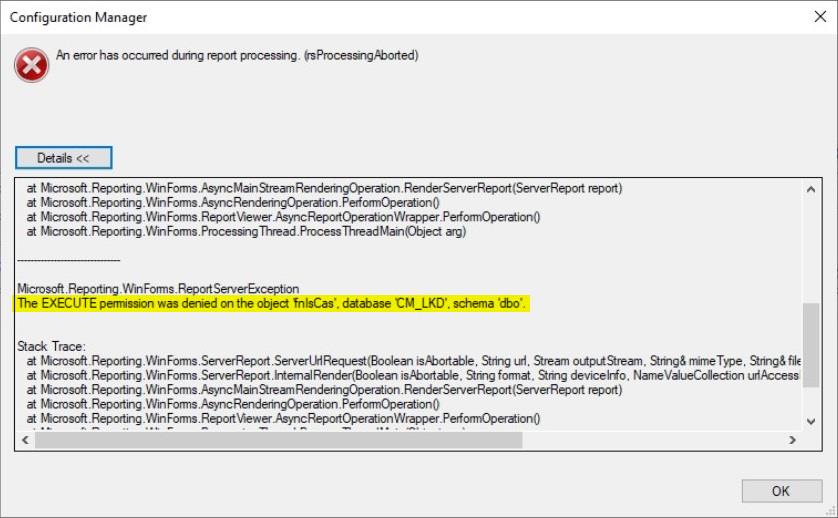 Configuration Manager
An error has occurred during report processing. (rsProcessingAborted)
Details <<
at Microsoft.Reporting.WinForms.AsyncMainStreamRenderingOperation.RenderServerReport(ServerReport report)
at Microsoft.Reporting.WinForms.AsyncRenderingOperation.PerformOperation()
at Microsoft.Reporting.WinForms.ReportViewer.AsyncReportOperationWrapper.PerformOperation()
at Microsoft.Reporting.WinForms.ProcessingThread.ProcessThreadMain(Object arg)
-------------------------------
Microsoft.Reporting.WinForms.ReportServerException
The EXECUTE permission was denied on the object 'fnIsCas', database 'CM_LKD', schema 'dbo'.
Stack Trace:
at Microsoft.Reporting.WinForms.ServerReport.ServerUrlRequest(Boolean isAbortable, String url, Stream outputStream, String& mimeType, String& file
at Microsoft.Reporting.WinForms.ServerReport.InternalRender(Boolean isAbortable, String format, String deviceInfo, NameValueCollection urlAccess
at Microsoft.Reporting.WinForms.AsyncMainStreamRenderingOperation.RenderServerReport(ServerReport report)
at Microsoft.Reporting.WinForms.AsyncRenderingOperation.PerformOperation()
at Microsoft.Reporting.WinForms.ReportViewer.AsyncReportOperationWrapper.PerformOperation()
OK